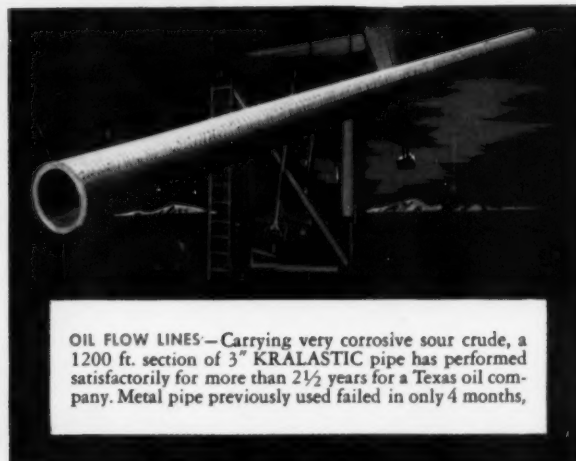 OIL FLOW LINES—Carrying very corrosive sour crude, a
1200 ft. section of 3" KRALASTIC pipe has performed
satisfactorily for more than 2½ years for a Texas oil com-
pany. Metal pipe previously used failed in only 4 months,